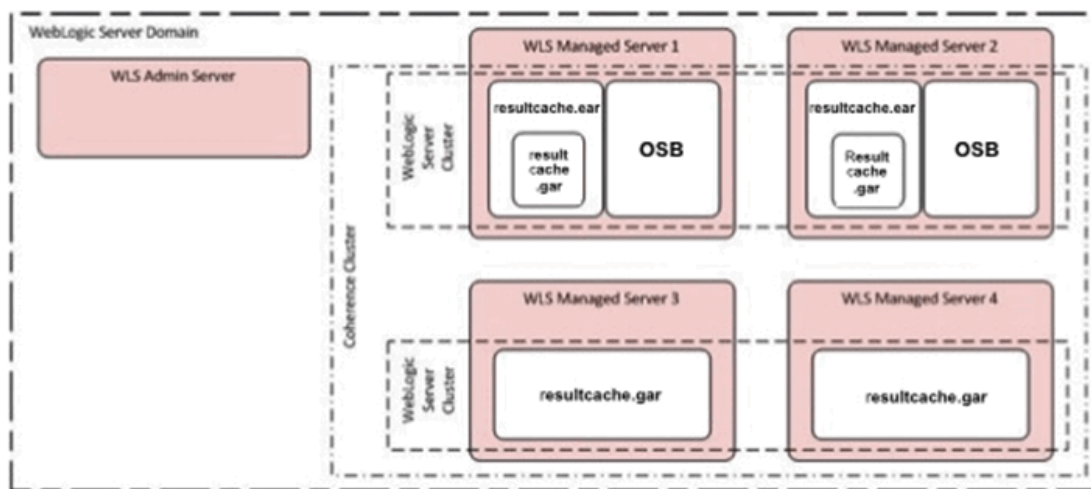 WebLogic Server Domain
WLS Admin Server
WLS Managed Server 1
WLS Managed Server 2
Coherence Cluster
WebLogic
Server
Cluster
resultcache.ear
result
cache
.gar
OSB
resultcache.ear
Result
cache
.gar
OSB
WLS Managed Server 3
WLS Managed Server 4
WebLogic
Server
Cluster
resultcache.gar
resultcache.gar